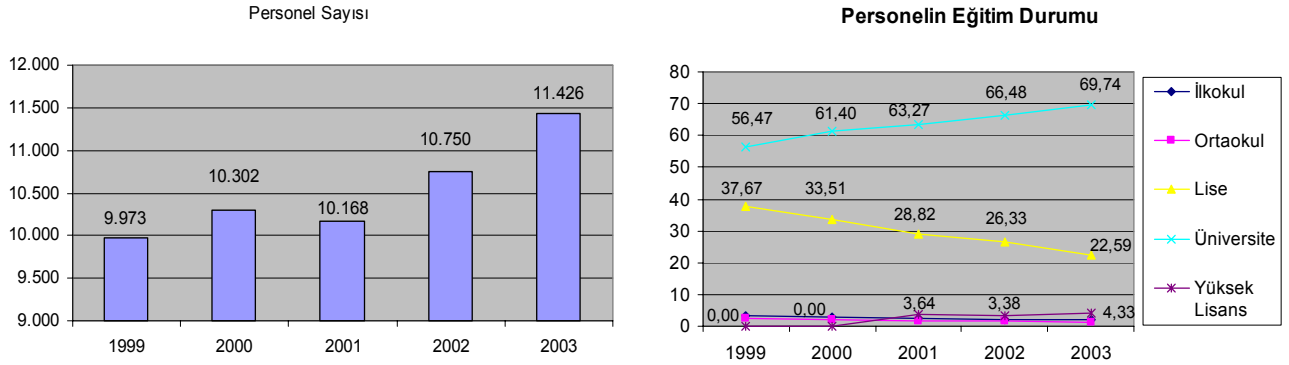 Personel Sayısı
12.000
11.500
11.000
10.500
10.000
9.500
9.000
9.973
10.302
10.168
10.750
11.426
1999 2000 2001 2002 2003
Personelin Eğitim Durumu
80
70
60
50
40
30
20
10
0
56,47 61,40 63,27 66,48 69,74
37,67 33,51 28,82 26,33 22,59
0,00 0,00 3,64 3,38 4,33
1999 2000 2001 2002 2003
İlkokul
Ortaokul
Lise
Üniversite
Yüksek
Lisans